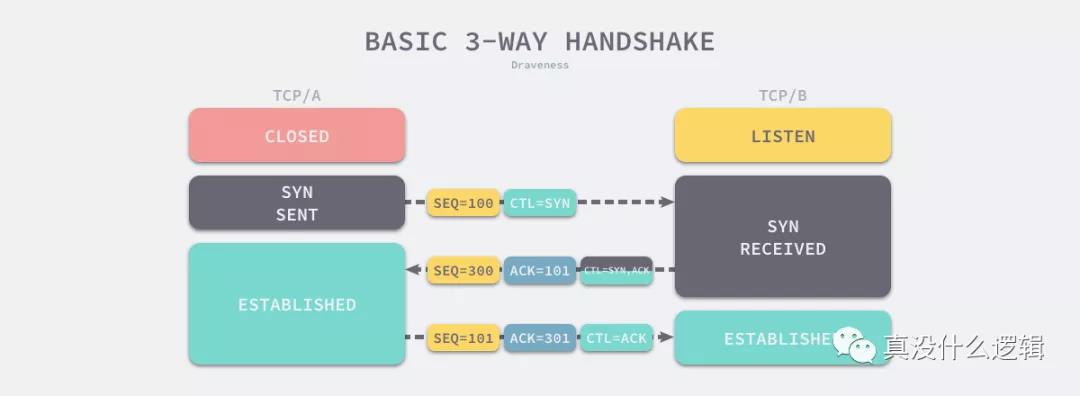 BASIC 3-WAY HANDSHAKE
Draveness
TCP/A
TCP/B
CLOSED
LISTEN
SYN
SENT
SEQ=100 CTL=SYN
SYN
RECEIVED
SEQ=300 ACK=101 CTL=SYN,ACK
ESTABLISHED
SEQ=101 ACK=301 CTL=ACK
ESTABLISHE
真没什么逻辑